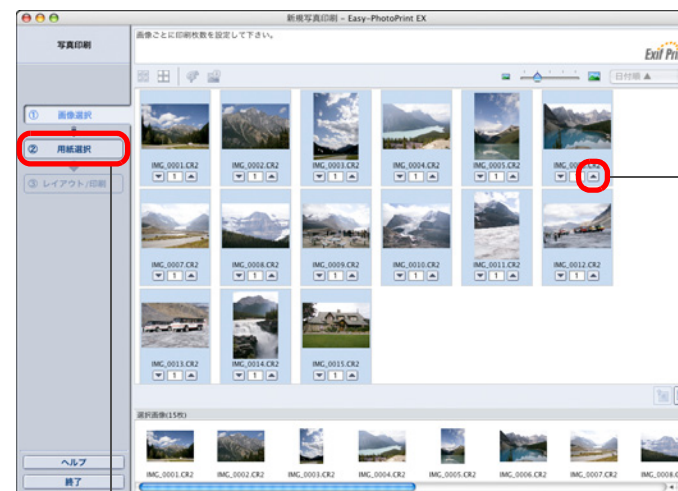 新規写真印刷 - Easy-PhotoPrint EX
写真印刷
画像ごとに印刷枚数を設定して下さい。
Exif Pri
日付順 ▲
① 画像選択
② 用紙選択
③ レイアウト/印刷
IMG_0001.CR2 IMG_0002.CR2 IMG_0003.CR2 IMG_0004.CR2 IMG_0005.CR2
1 1 1 1 1
IMG_0007.CR2 IMG_0008.CR2 IMG_0009.CR2 IMG_0010.CR2 IMG_0011.CR2 IMG_0012.CR2
1 1 1 1 1 1
IMG_0013.CR2 IMG_0014.CR2 IMG_0015.CR2
1 1 1
選択画像(15枚)
IMG_0001.CR2 IMG_0002.CR2 IMG_0003.CR2 IMG_0004.CR2 IMG_0005.CR2 IMG_0006.CR2 IMG_0007.CR2 IMG_0008.C
ヘルプ
終了